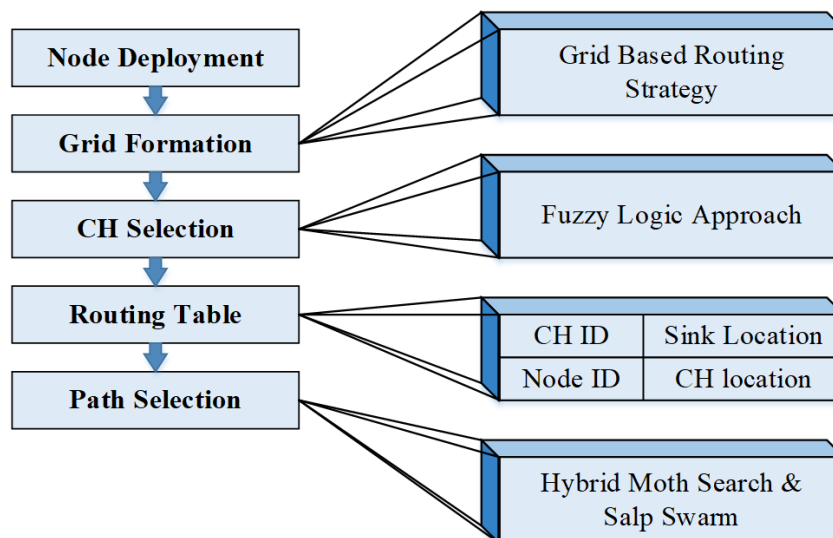 Node Deployment
Grid Formation
CH Selection
Routing Table
Path Selection
Grid Based Routing
Strategy
Fuzzy Logic Approach
CH ID
Sink Location
Node ID
CH location
Hybrid Moth Search &
Salp Swarm